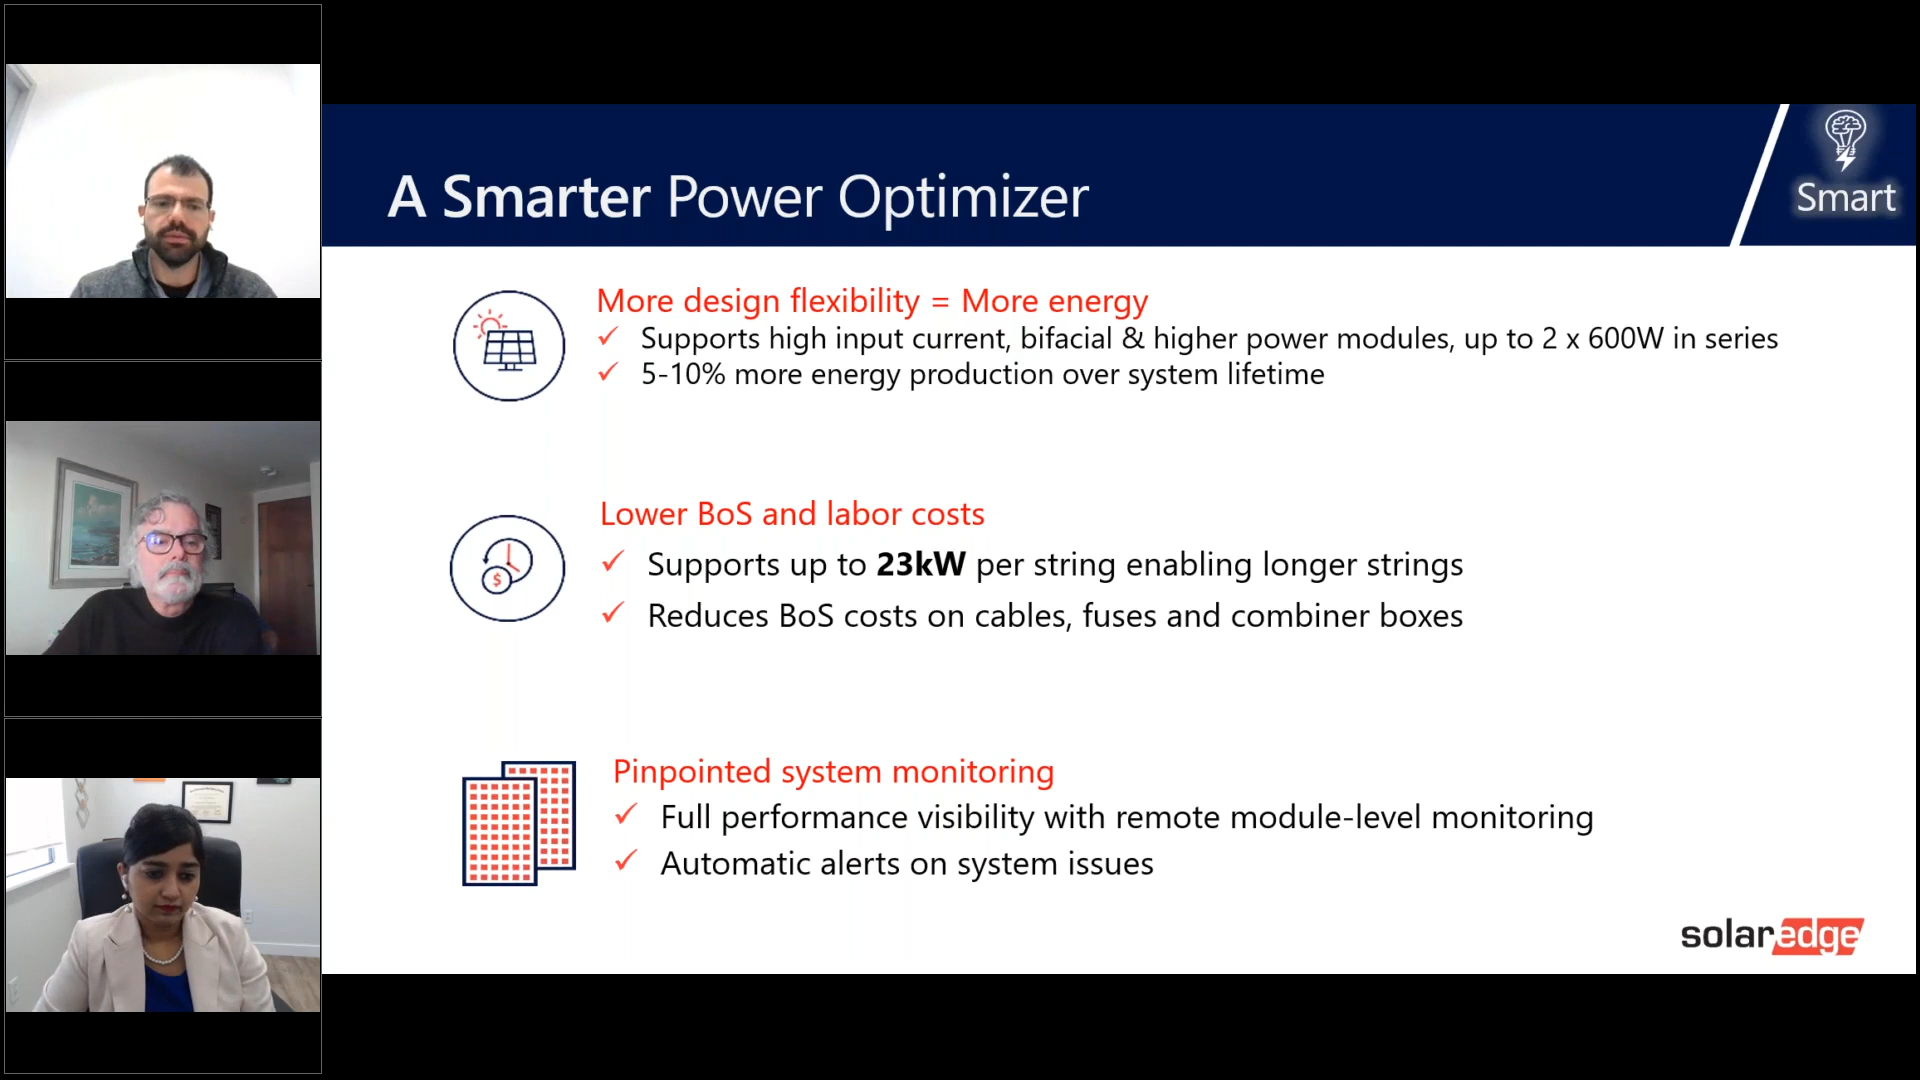 A Smarter Power Optimizer
Smart
More design flexibility = More energy
✓ Supports high input current, bifacial & higher power modules, up to 2 x 600W in series
✓ 5-10% more energy production over system lifetime
$
Lower BoS and labor costs
✓ Supports up to 23kW per string enabling longer strings
✓ Reduces BoS costs on cables, fuses and combiner boxes
Pinpointed system monitoring
✓ Full performance visibility with remote module-level monitoring
✓ Automatic alerts on system issues
solaredge